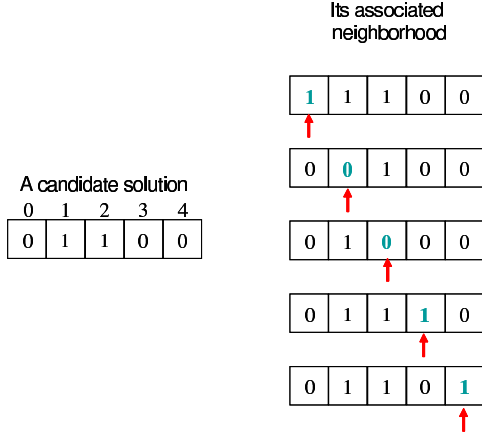 Its associated
neighborhood
1 1 1 0 0
0 0 1 0 0
A candidate solution
0 1 2 3 4
0 1 1 0 0
0 1 0 0 0
0 1 1 1 0
0 1 1 0 1